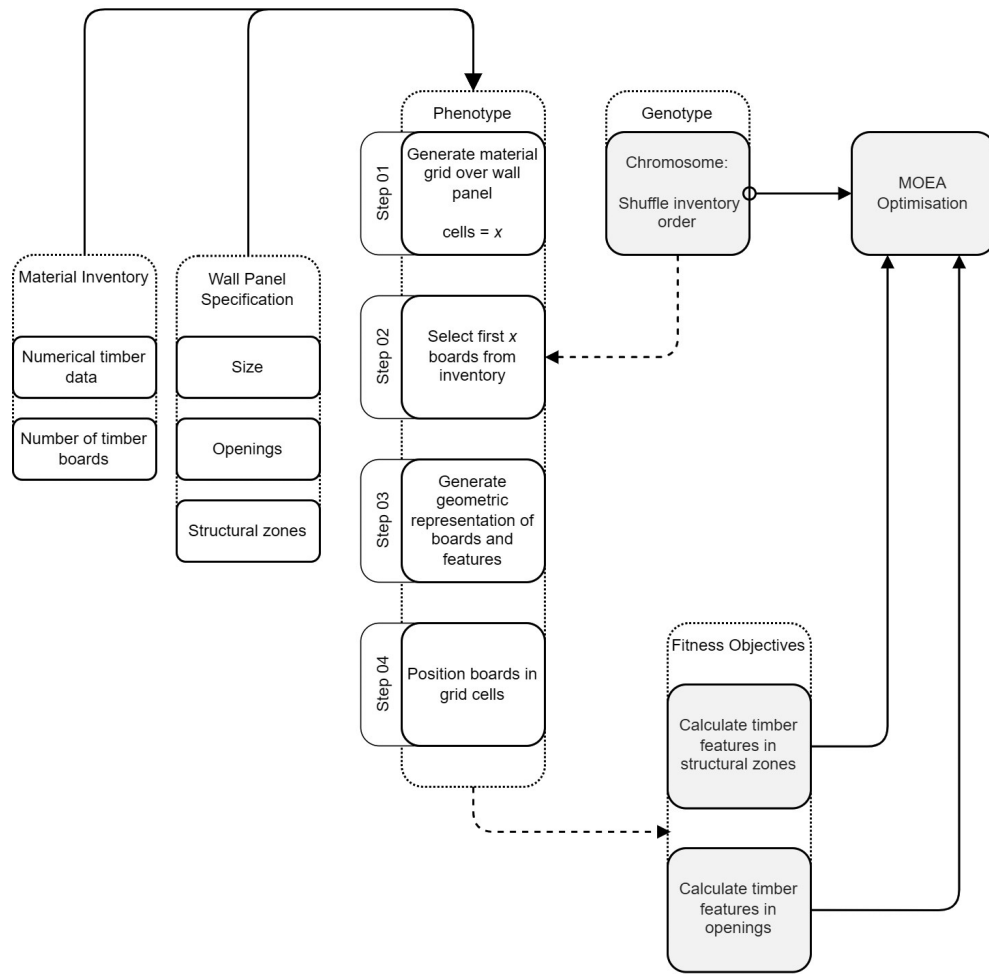 Phenotype
Genotype
Step 01
Generate material
grid over wall
panel
cells = x
Chromosome:
Shuffle inventory
order
MOEA
Optimisation
Material Inventory
Wall Panel
Specification
Numerical timber
data
Number of timber
boards
Size
Openings
Structural zones
Step 02
Select first x
boards from
inventory
Step 03
Generate
geometric
representation of
boards and
features
Step 04
Position boards in
grid cells
Fitness Objectives
Calculate timber
features in
structural zones
Calculate timber
features in
openings